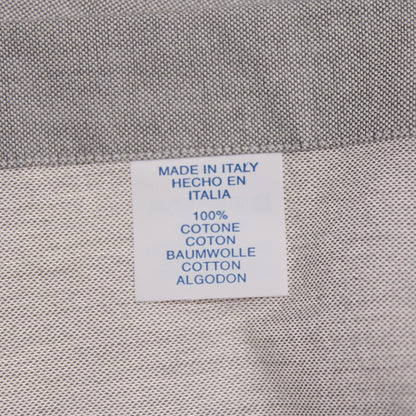 MADE IN ITALY
HECHO EN
ITALIA
100%
COTONE
COTON
BAUMWOLLE
COTTON
ALGODON